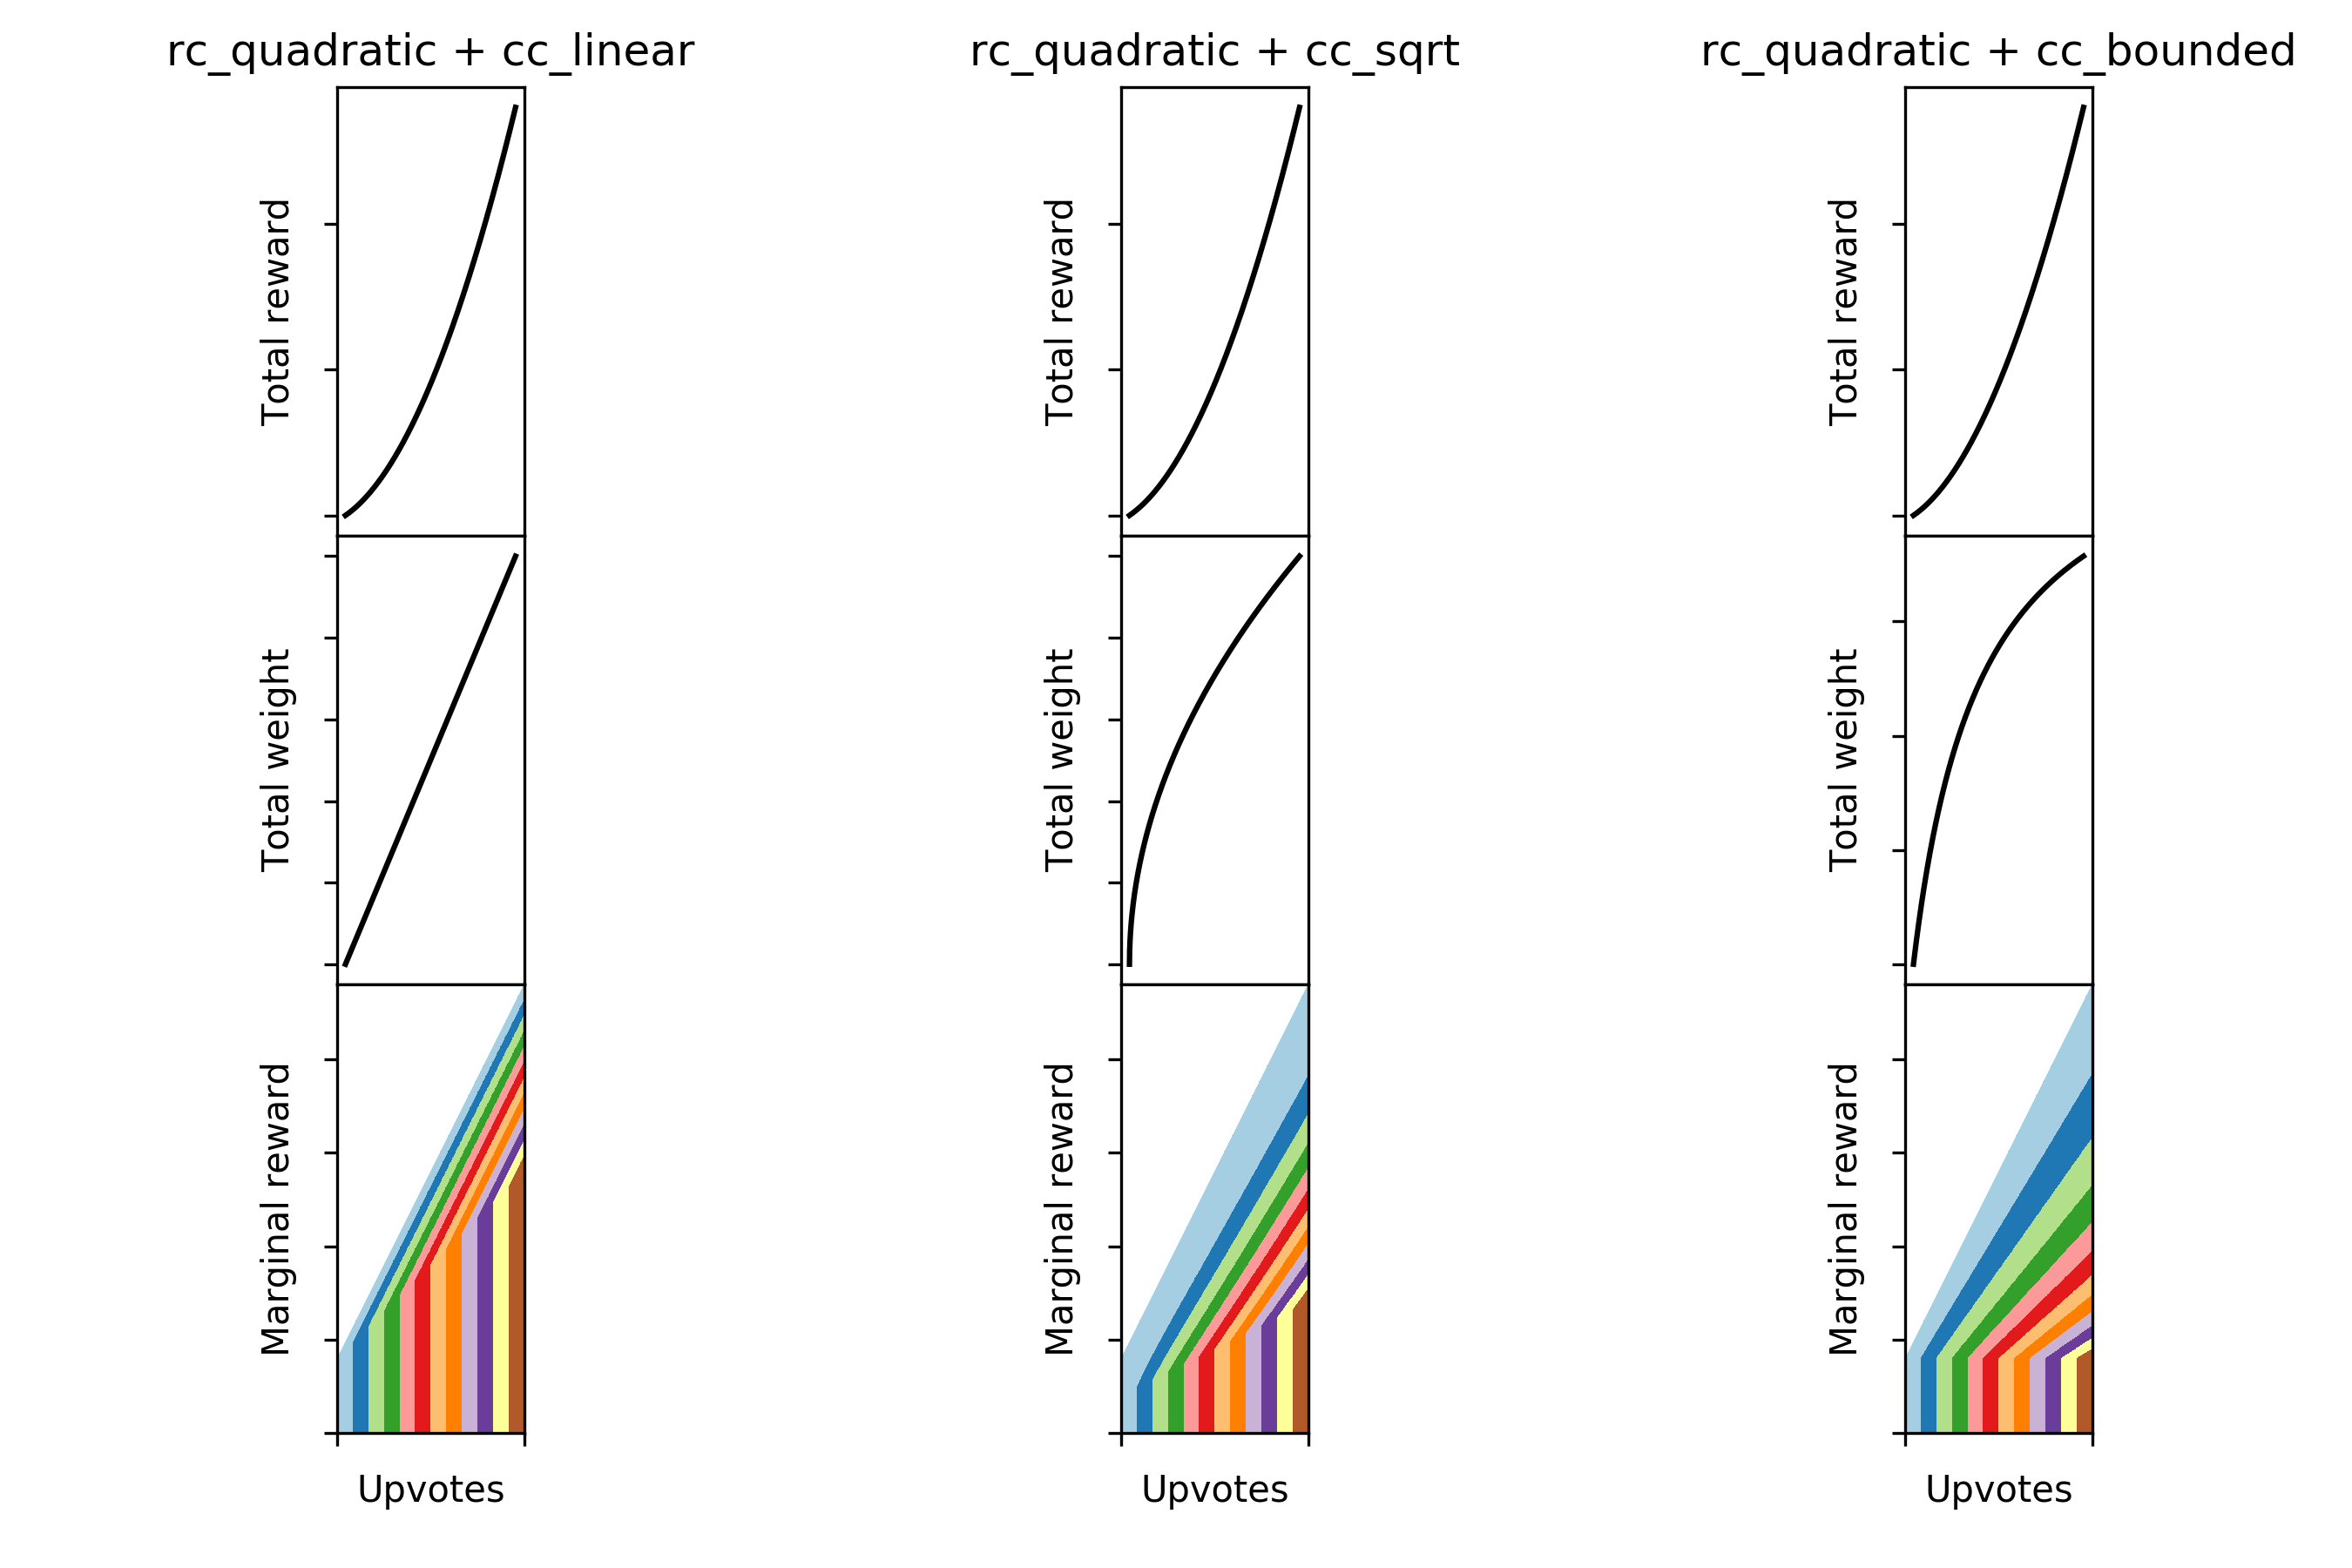 rc_quadratic + cc_linear
rc_quadratic + cc_sqrt
rc_quadratic + cc_bounded
Total reward
Total reward
Total reward
Total weight
Total weight
Total weight
Marginal reward
Marginal reward
Marginal reward
Upvotes
Upvotes
Upvotes